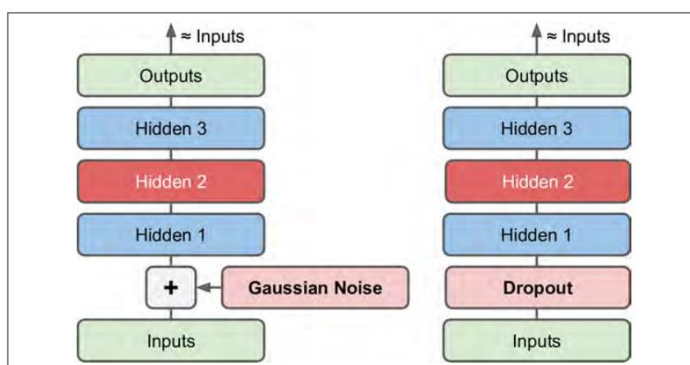 ≈ Inputs
Outputs
Hidden 3
Hidden 2
Hidden 1
+
Gaussian Noise
Inputs
≈ Inputs
Outputs
Hidden 3
Hidden 2
Hidden 1
Dropout
Inputs